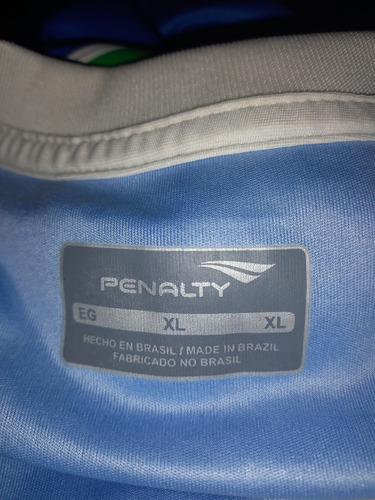 PENALTY
EG XL XL
HECHO EN BRASIL / MADE IN BRAZIL
FABRICADO NO BRASIL